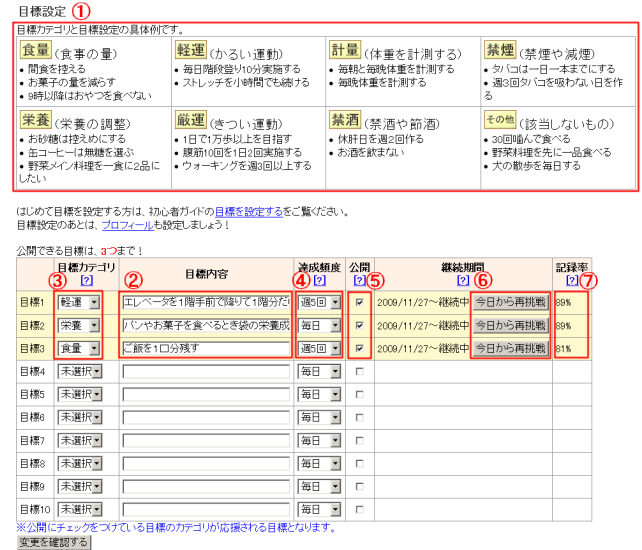 目標設定 ①
目標カテゴリと目標設定の具体例です。
食量 (食事の量)
• 間食を控える
• お菓子の量を減らす
• 9時以降はおやつを食べない
軽運 (かるい運動)
• 毎日階段登り10分実施する
• ストレッチを小時間でも続ける
計量 (体重を計測する)
• 毎朝と毎晩体重を計測する
• 毎晩体重を計測する
禁煙 (禁煙や減煙)
• タバコは一日一本までにする
• 週3回タバコを吸わない日を作
る
栄養 (栄養の調整)
• お砂糖は控えめにする
• 缶コーヒーは無糖を選ぶ
• 野菜メイン料理を一食に2品に
したい
厳運 (きつい運動)
• 1日で1万歩以上を目指す
• 腹筋10回を1日2回実施する
• ウォーキングを週3回以上する
禁酒 (禁酒や節酒)
• 休肝日を週2回作る
• お酒を飲まない
その他 (該当しないもの)
• 30回噛んで食べる
• 野菜料理を先に一品食べる
• 犬の散歩を毎日する
はじめて目標を設定する方は、初心者ガイドの目標を設定するをご覧ください。
目標設定のあとは、プロフィールも設定しましょう！
公開できる目標は、3つまで！
③ 目標カテゴリ [?] ② 目標内容 ④ 達成頻度 [?] 公開 [?] ⑤ 継続期間 [?] ⑥ 記録率 [?] ⑦
目標1 軽運 エレベータを1階手前で降りて1階分だ 週5回 2009/11/27～継続中 今日から再挑戦 89%
目標2 栄養 パンやお菓子を食べるとき袋の栄養成 毎日 2009/11/27～継続中 今日から再挑戦 89%
目標3 食量 ご飯を1口分残す 週5回 2009/11/27～継続中 今日から再挑戦 81%
目標4 未選択 毎日
目標5 未選択 毎日
目標6 未選択 毎日
目標7 未選択 毎日
目標8 未選択 毎日
目標9 未選択 毎日
目標10 未選択 毎日
※公開にチェックをつけている目標のカテゴリが応援される目標となります。
変更を確認する